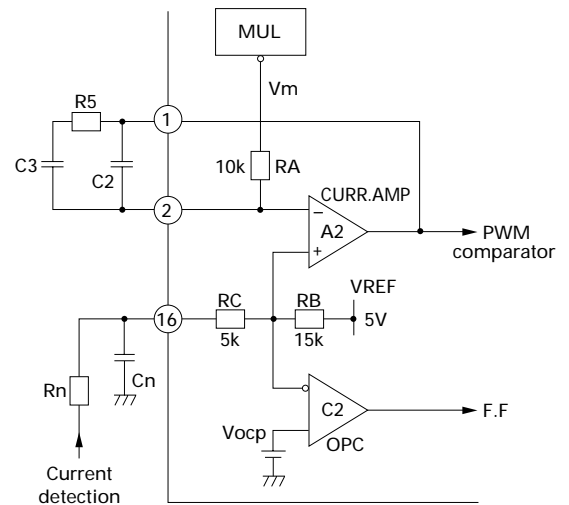 MUL
Vm
R5
1
C3
C2
10k
RA
2
CURR.AMP
−
A2
+
PWM
comparator
VREF
5V
16
RC
5k
RB
15k
Rn
Cn
C2
Vocp
OPC
F.F
Current
detection